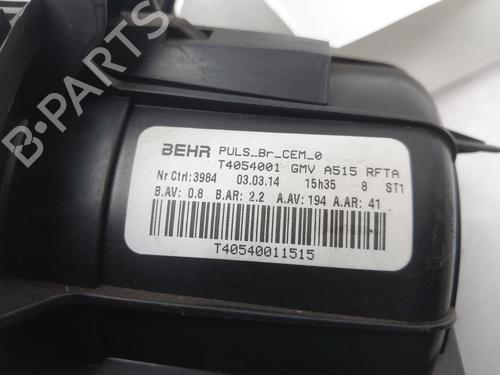 BEHR PULS_Br_CEM_0
T4054001 GMV A515 RFTA
Nr Ctrl:3984 03.03.14 15h35 8 ST1
B.AV: 0.8 B.AR: 2.2 A.AV: 194 A.AR: 41
T40540011515
B-PARTS